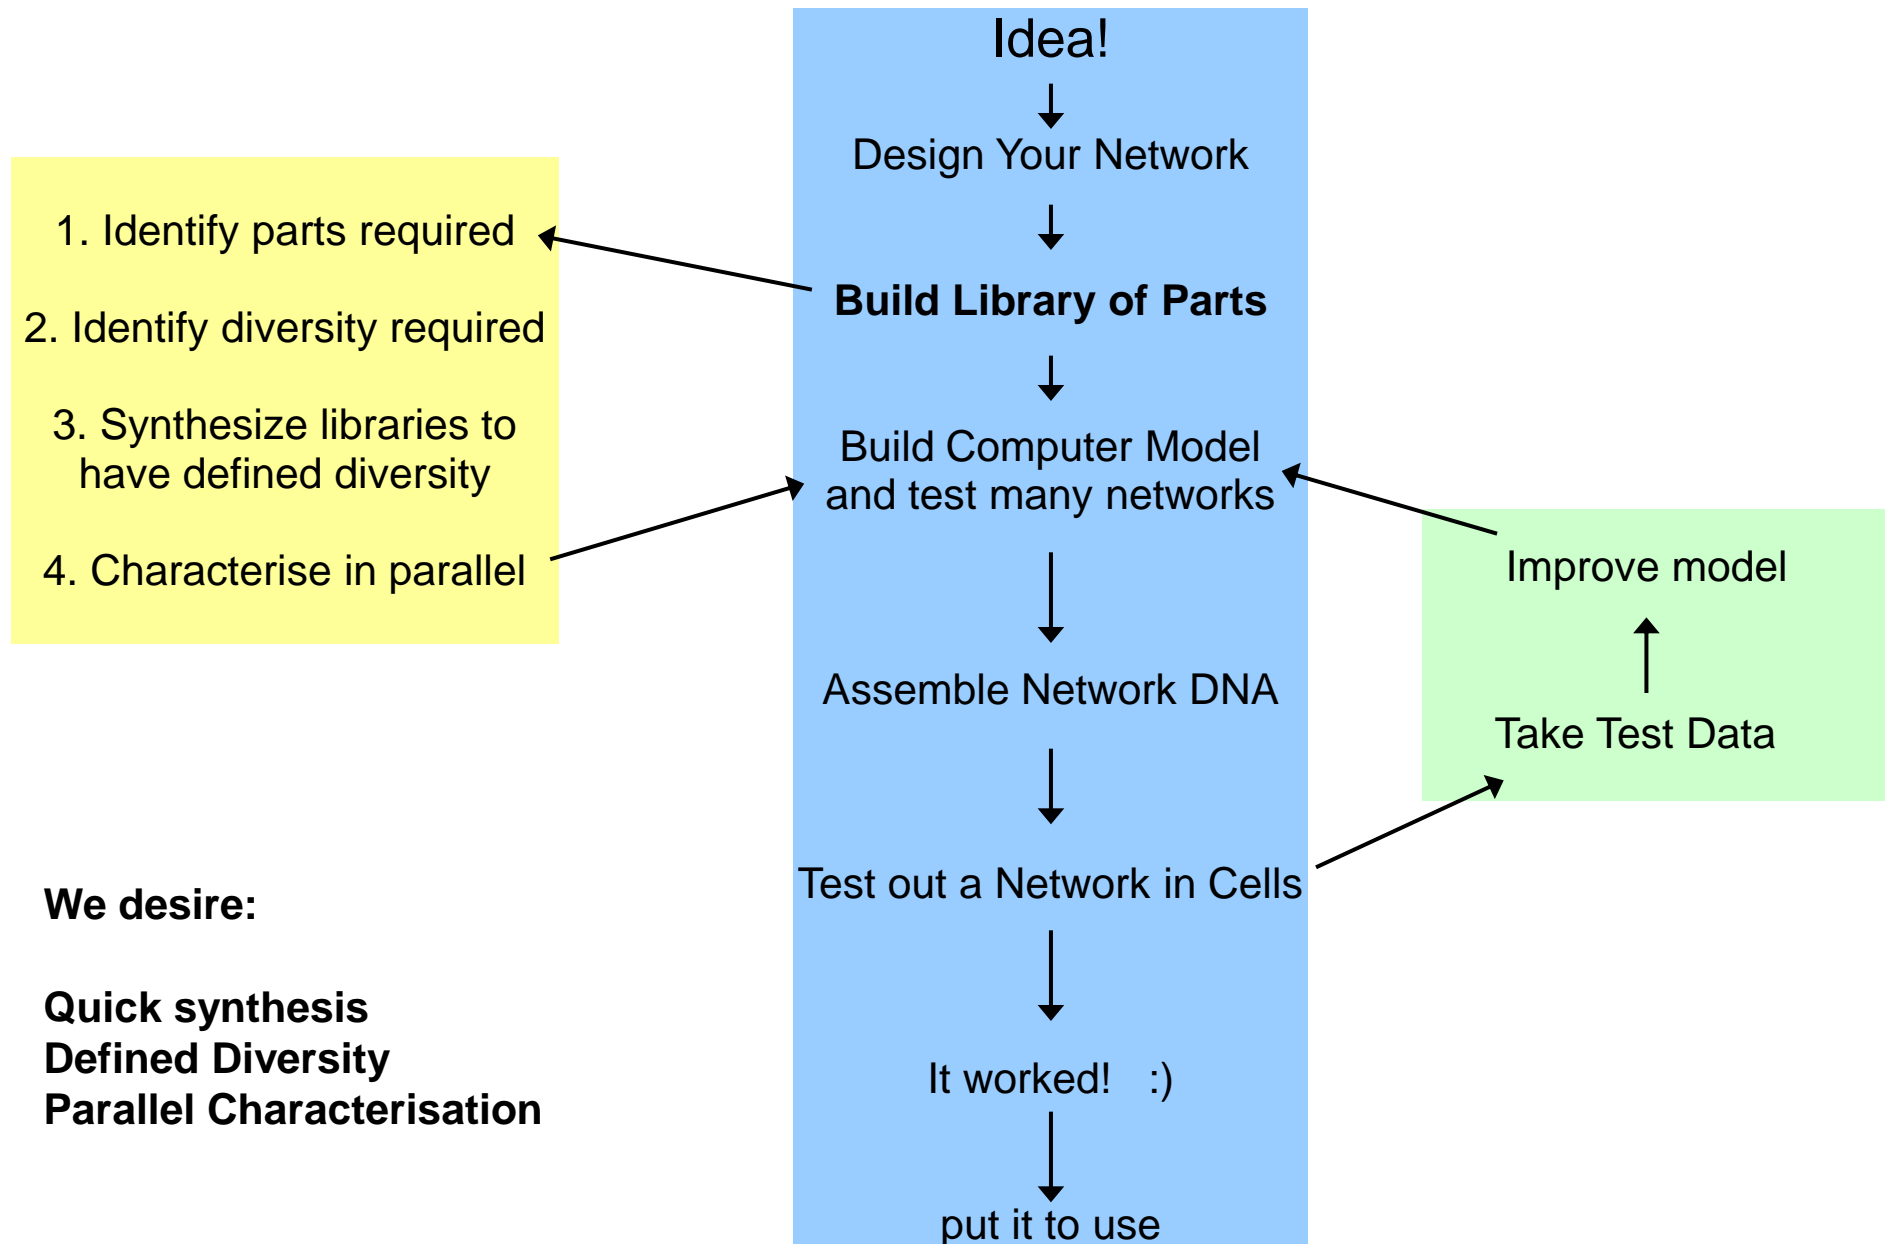 Idea!
Design Your Network
Build Library of Parts
Build Computer Model
and test many networks
Assemble Network DNA
Test out a Network in Cells
It worked!   :)
put it to use
1. Identify parts required
2. Identify diversity required
3. Synthesize libraries to
have defined diversity
4. Characterise in parallel
Improve model
Take Test Data
We desire:
Quick synthesis
Defined Diversity
Parallel Characterisation